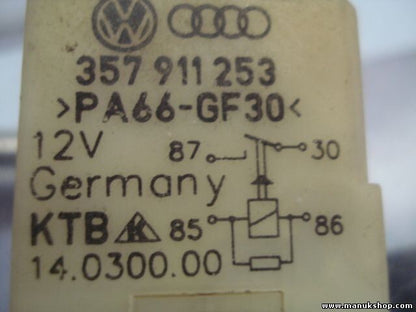 357 911 253
>PA66-GF30<
12V
87
30
Germany
KTB
85
86
14.0300.00
www.manukshop.com